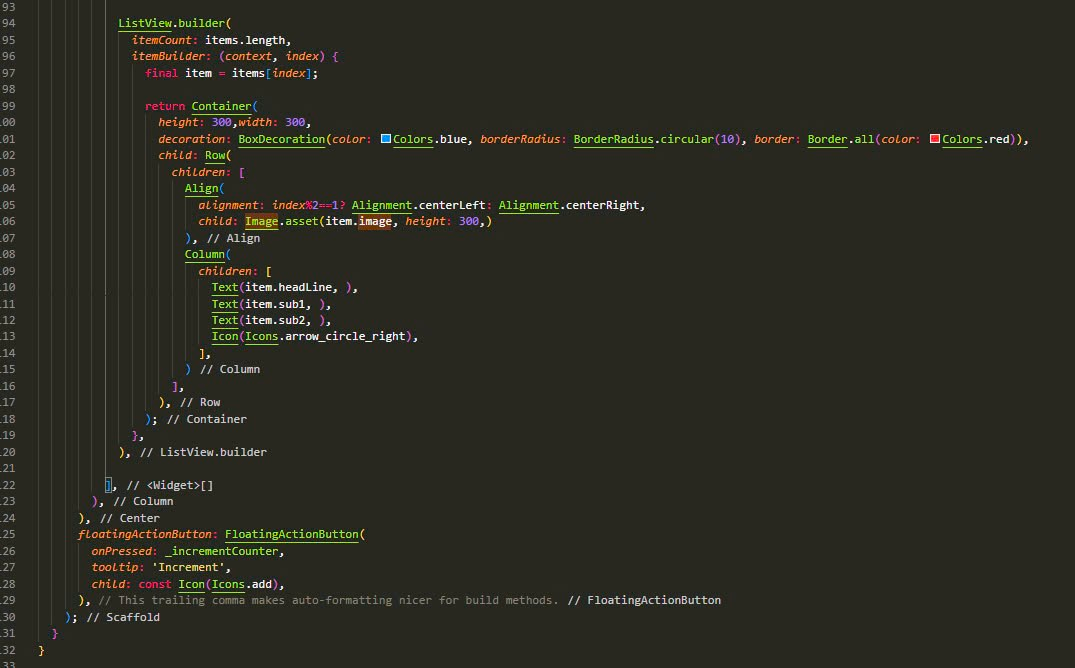 93
94 ListView.builder(
95 itemCount: items.length,
96 itemBuilder: (context, index) {
97 final item = items[index];
98
99 return Container(
00 height: 300,width: 300,
01 decoration: BoxDecoration(color: Colors.blue, borderRadius: BorderRadius.circular(10), border: Border.all(color: Colors.red)),
02 child: Row(
03 children: [
04 Align(
05 alignment: index%2==1? Alignment.centerLeft: Alignment.centerRight,
06 child: Image.asset(item.image, height: 300,)
07 ), // Align
08 Column(
09 children: [
10 Text(item.headLine, ),
11 Text(item.sub1, ),
12 Text(item.sub2, ),
13 Icon(Icons.arrow_circle_right),
14 ],
15 ) // Column
16 ],
17 ), // Row
18 ); // Container
19 },
20 ), // ListView.builder
21
22 ], // <Widget>[]
23 ), // Column
24 ), // Center
25 floatingActionButton: FloatingActionButton(
26 onPressed: _incrementCounter,
27 tooltip: 'Increment',
28 child: const Icon(Icons.add),
29 ), // This trailing comma makes auto-formatting nicer for build methods. // FloatingActionButton
30 ); // Scaffold
31 }
32 }
33